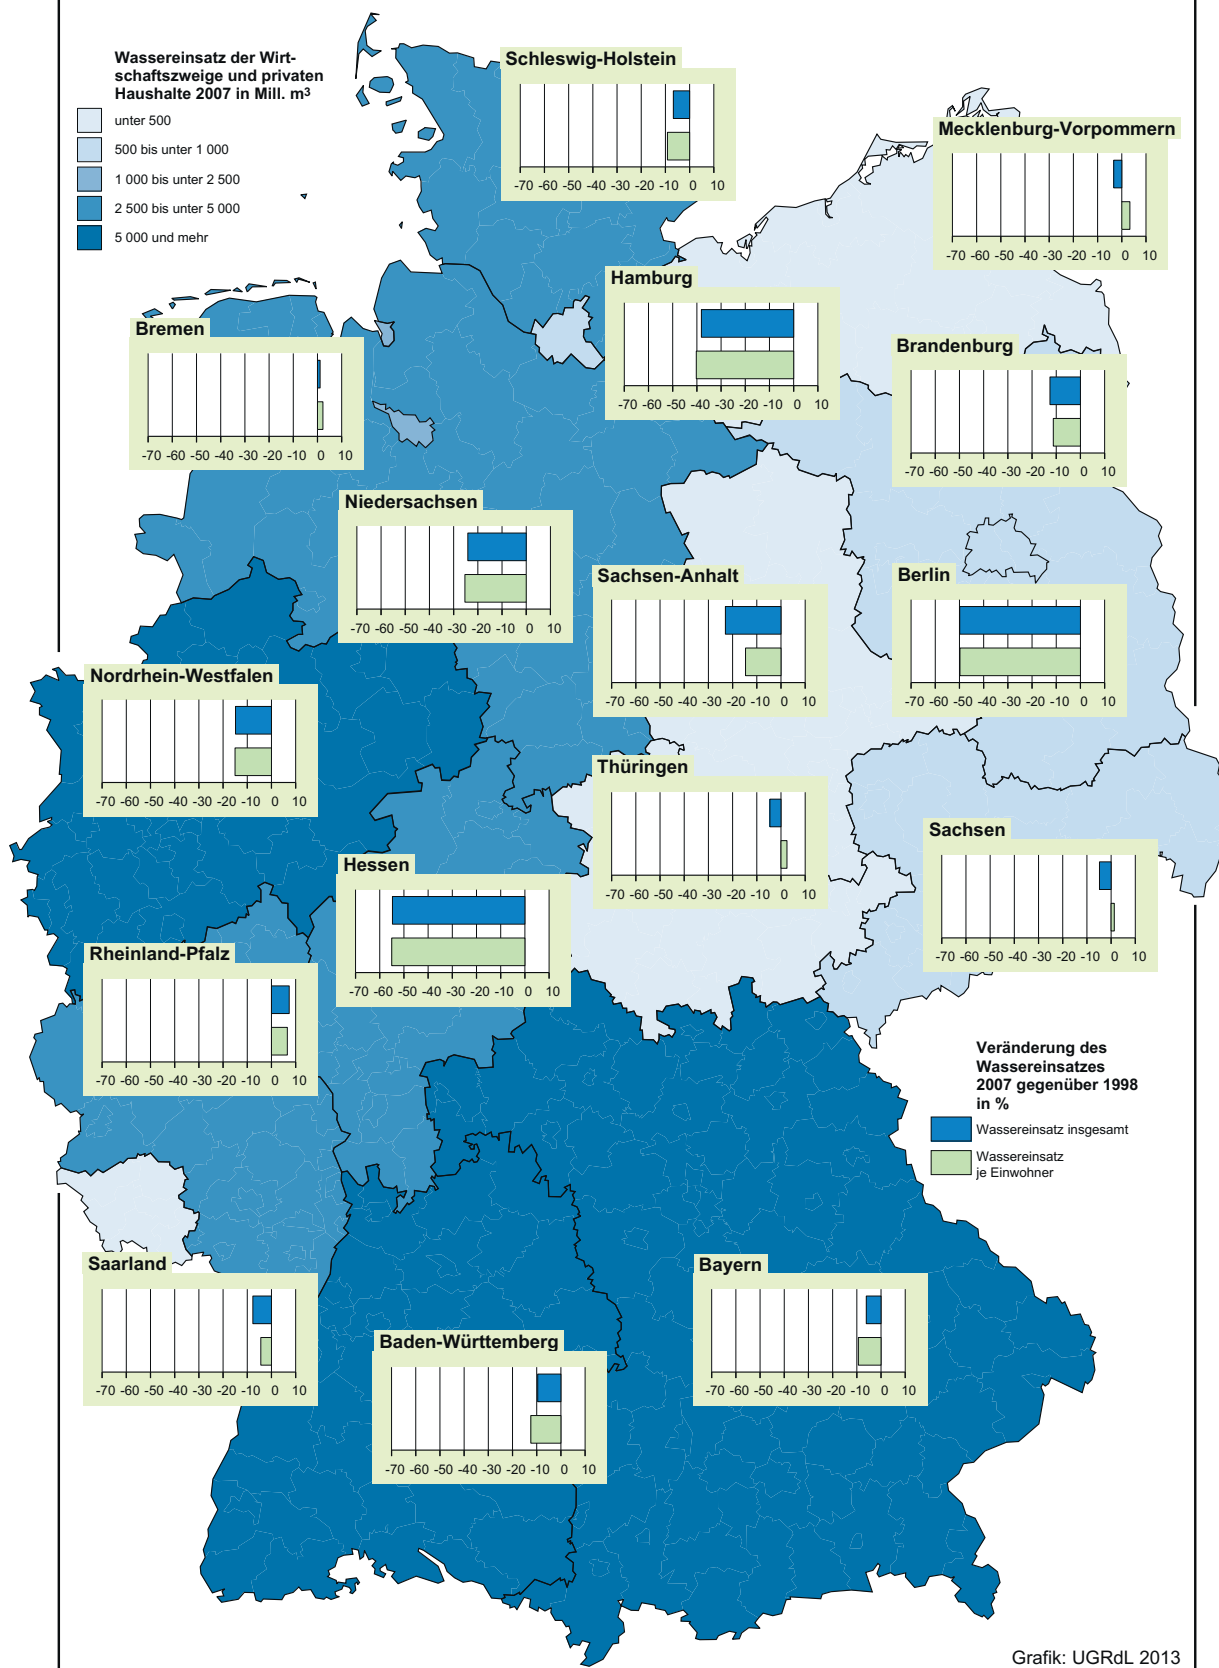 Wassereinsatz der Wirt-
schaftszweige und privaten
Haushalte 2007 in Mill. m³
unter 500
500 bis unter 1 000
1 000 bis unter 2 500
2 500 bis unter 5 000
5 000 und mehr
Schleswig-Holstein
-70 -60 -50 -40 -30 -20 -10 0 10
Mecklenburg-Vorpommern
-70 -60 -50 -40 -30 -20 -10 0 10
Hamburg
-70 -60 -50 -40 -30 -20 -10 0 10
Bremen
-70 -60 -50 -40 -30 -20 -10 0 10
Brandenburg
-70 -60 -50 -40 -30 -20 -10 0 10
Niedersachsen
-70 -60 -50 -40 -30 -20 -10 0 10
Sachsen-Anhalt
-70 -60 -50 -40 -30 -20 -10 0 10
Berlin
-70 -60 -50 -40 -30 -20 -10 0 10
Nordrhein-Westfalen
-70 -60 -50 -40 -30 -20 -10 0 10
Thüringen
-70 -60 -50 -40 -30 -20 -10 0 10
Sachsen
-70 -60 -50 -40 -30 -20 -10 0 10
Hessen
-70 -60 -50 -40 -30 -20 -10 0 10
Rheinland-Pfalz
-70 -60 -50 -40 -30 -20 -10 0 10
Veränderung des
Wassereinsatzes
2007 gegenüber 1998
in %
Wassereinsatz insgesamt
Wassereinsatz
je Einwohner
Saarland
-70 -60 -50 -40 -30 -20 -10 0 10
Bayern
-70 -60 -50 -40 -30 -20 -10 0 10
Baden-Württemberg
-70 -60 -50 -40 -30 -20 -10 0 10
Grafik: UGRdL 2013